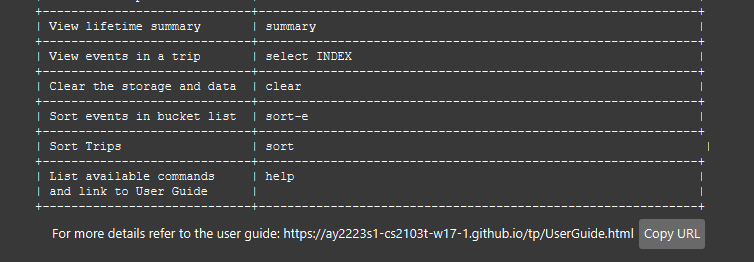 +------------------------------+--------------------------------------------------------------+
| View lifetime summary | summary |
+------------------------------+--------------------------------------------------------------+
| View events in a trip | select INDEX |
+------------------------------+--------------------------------------------------------------+
| Clear the storage and data | clear |
+------------------------------+--------------------------------------------------------------+
| Sort events in bucket list | sort-e |
+------------------------------+--------------------------------------------------------------+
| Sort Trips | sort |
+------------------------------+--------------------------------------------------------------+
| List available commands | help |
| and link to User Guide | |
+------------------------------+--------------------------------------------------------------+
For more details refer to the user guide: https://ay2223s1-cs2103t-w17-1.github.io/tp/UserGuide.html Copy URL